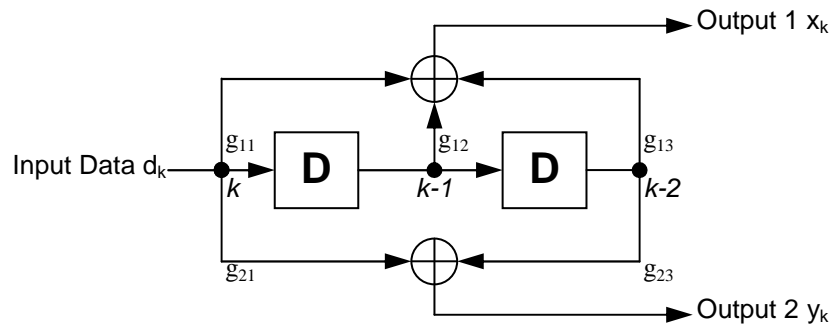 Output 1 xₖ
g₁₁
g₁₂
g₁₃
Input Data dₖ
D
D
k
k-1
k-2
g₂₁
g₂₃
Output 2 yₖ